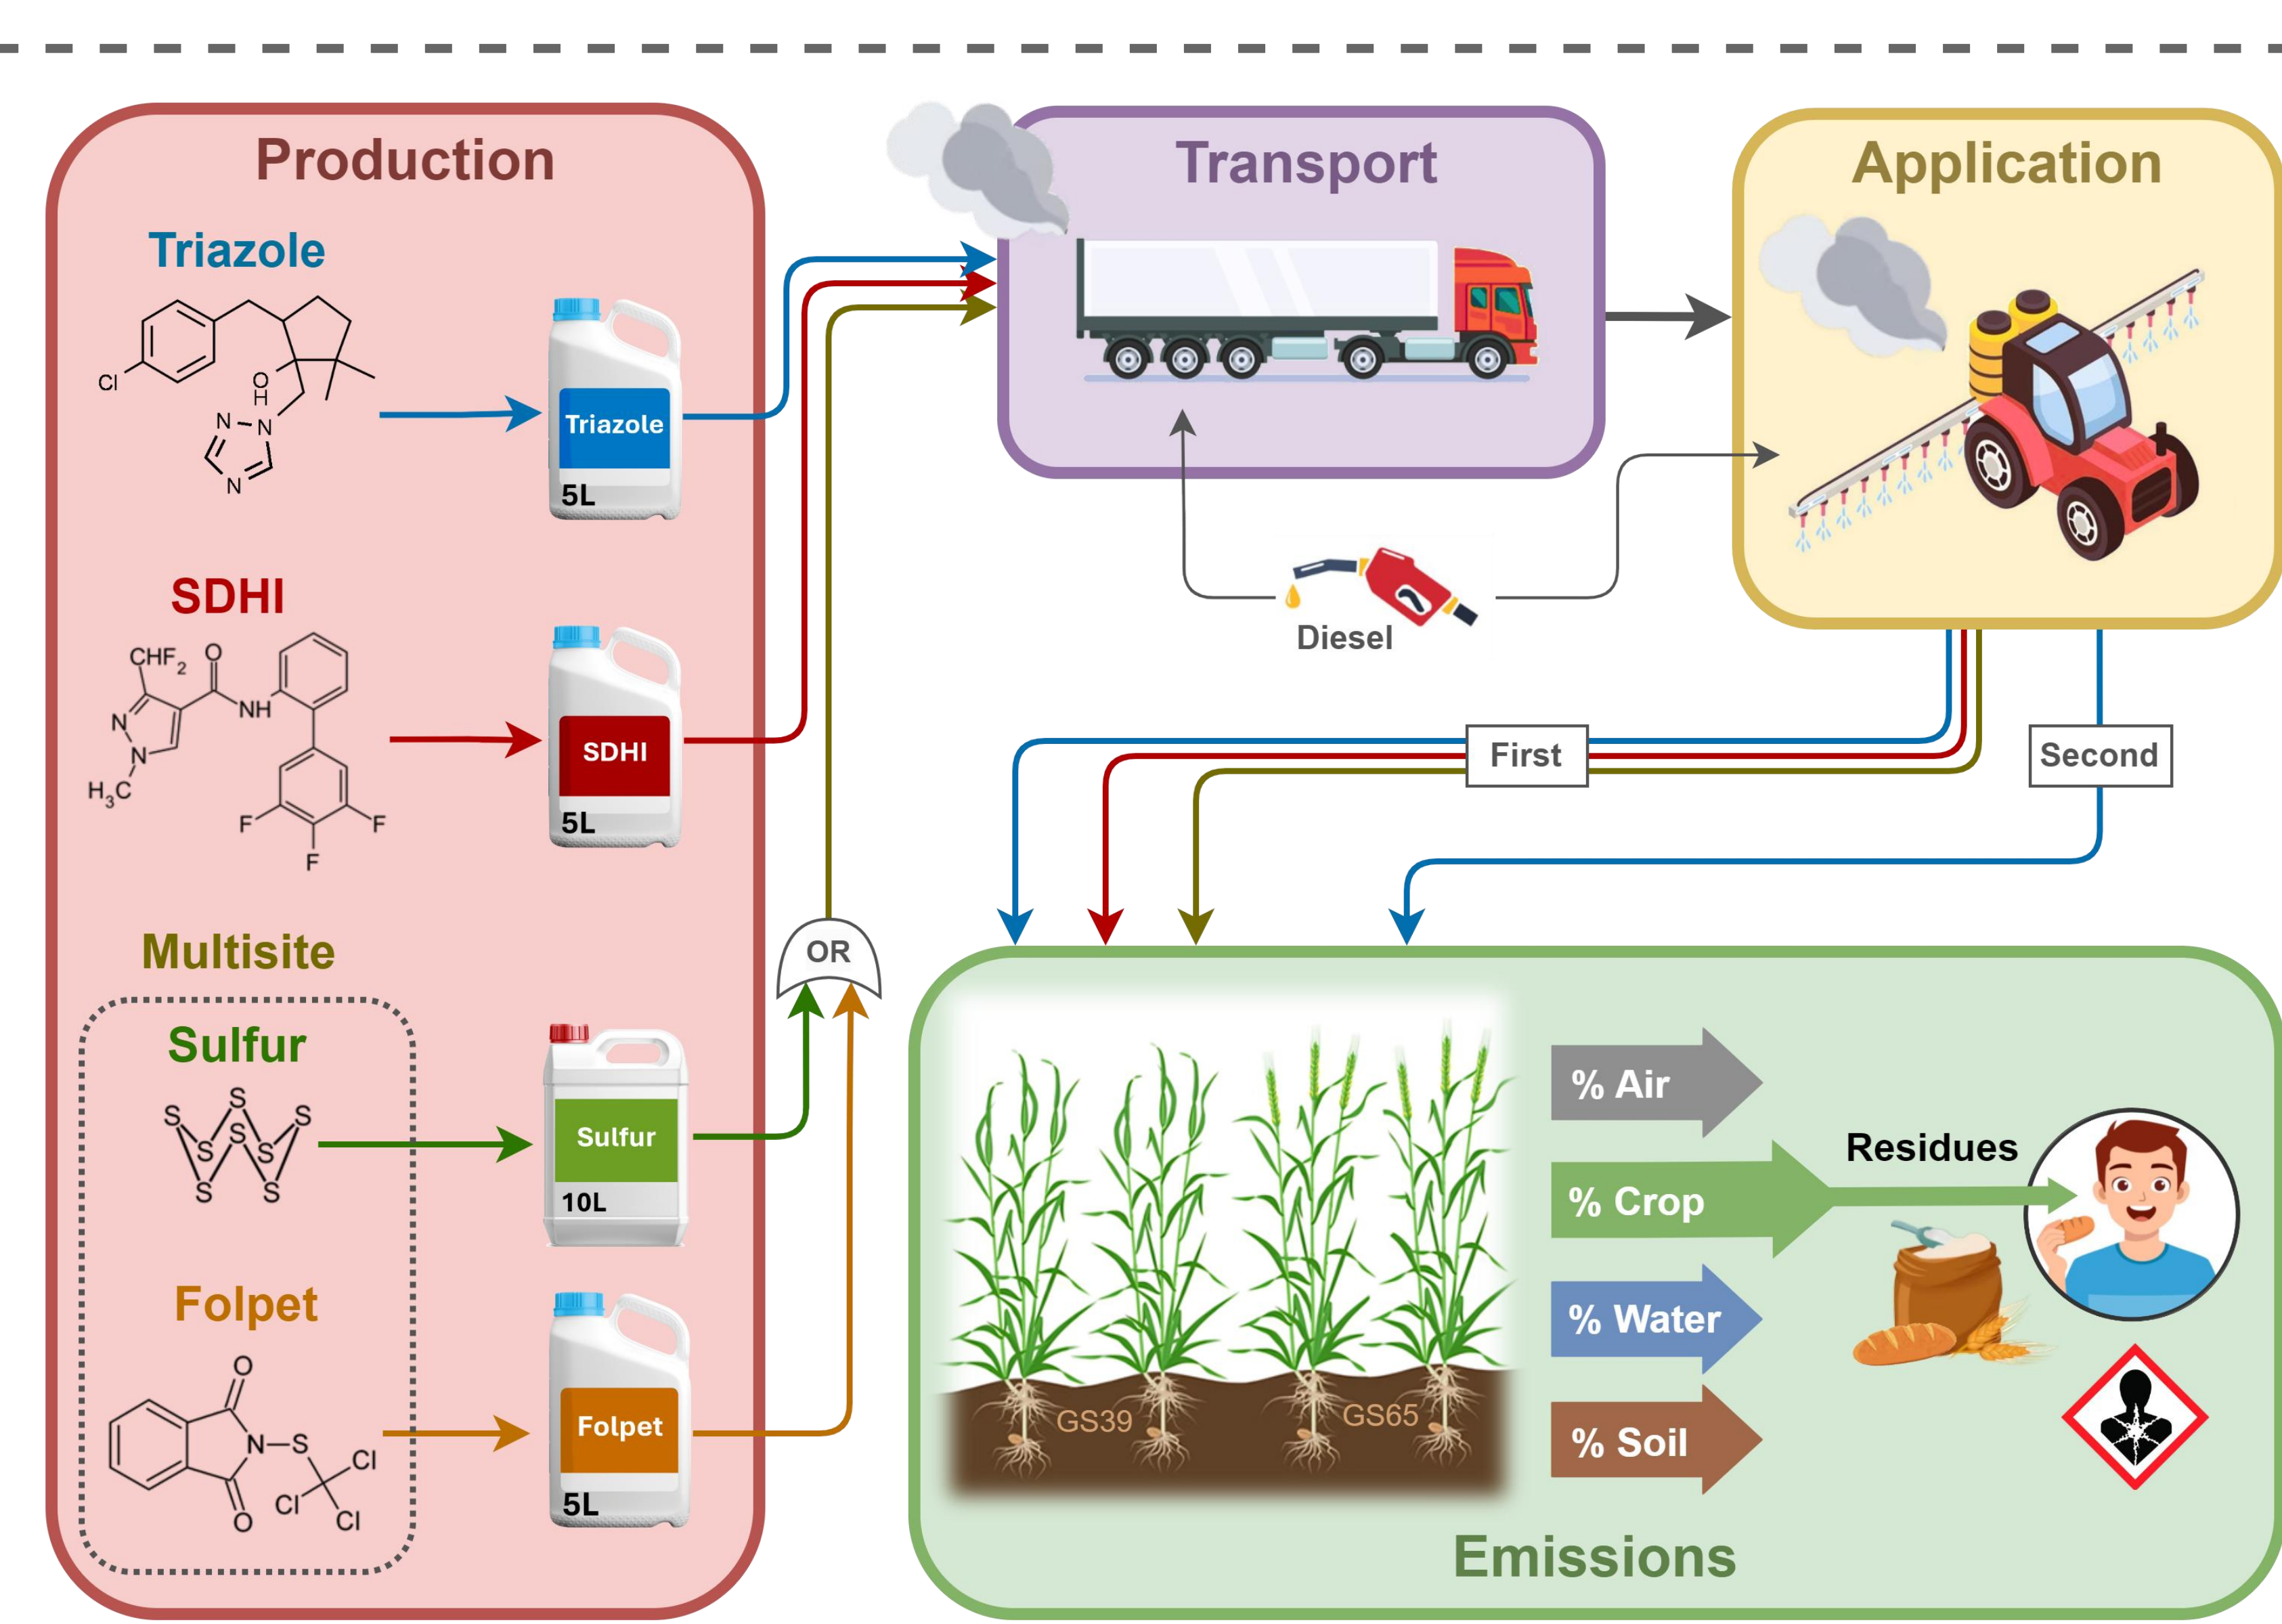 Production
Triazole
Cl
O
H
N
N
N
Triazole
5L
SDHI
CHF2
O
NH
N
N
H3C
F
F
F
SDHI
5L
Multisite
Sulfur
S
S
S
S
S
S
S
S
Sulfur
10L
Folpet
O
N
S
Cl
Cl
Cl
O
Folpet
5L
OR
Transport
Diesel
Application
First
Second
GS39
GS65
% Air
% Crop
% Water
% Soil
Residues
Emissions